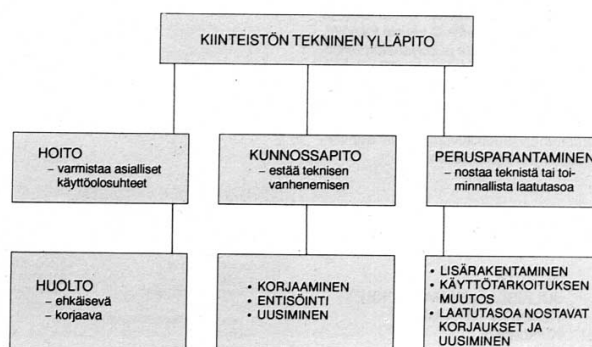 KIINTEISTÖN TEKNINEN YLLÄPITO
HOITO
– varmistaa asialliset
käyttöolosuhteet
KUNNOSSAPITO
– estää teknisen
vanhenemisen
PERUSPARANTAMINEN
– nostaa teknistä tai toi-
minnallista laatutasoa
HUOLTO
– ehkäisevä
– korjaava
• KORJAAMINEN
• ENTISÖINTI
• UUSIMINEN
• LISÄRAKENTAMINEN
• KÄYTTÖTARKOITUKSEN
MUUTOS
• LAATUTASOA NOSTAVAT
KORJAUKSET JA
UUSIMINEN